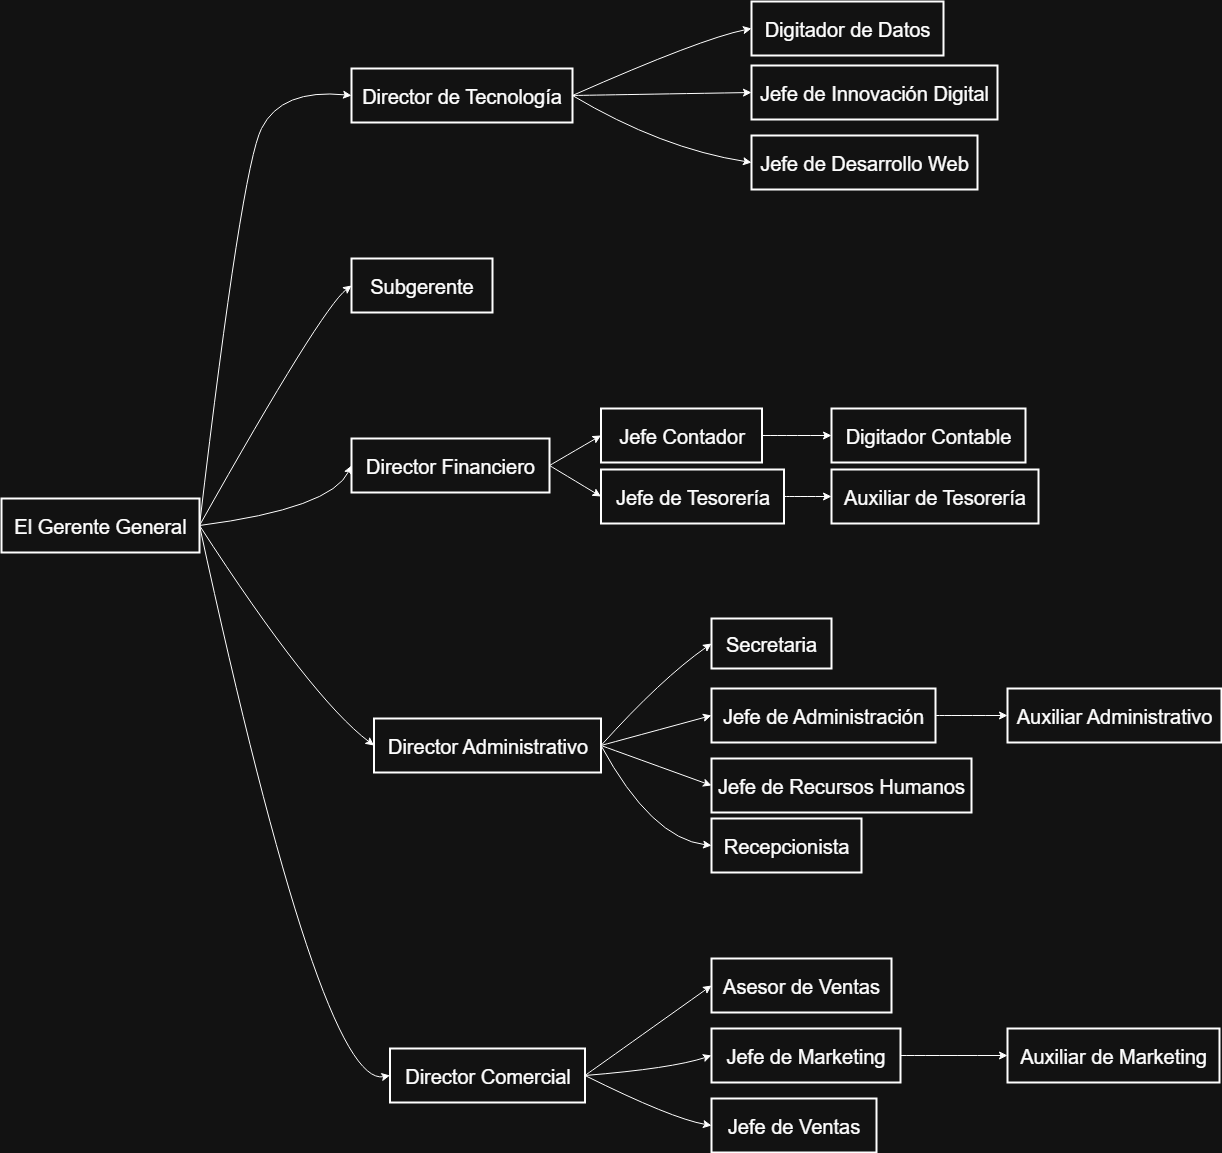 El Gerente General
Director de Tecnología
Digitador de Datos
Jefe de Innovación Digital
Jefe de Desarrollo Web
Subgerente
Director Financiero
Jefe Contador
Digitador Contable
Jefe de Tesorería
Auxiliar de Tesorería
Director Administrativo
Secretaria
Jefe de Administración
Auxiliar Administrativo
Jefe de Recursos Humanos
Recepcionista
Director Comercial
Asesor de Ventas
Jefe de Marketing
Auxiliar de Marketing
Jefe de Ventas